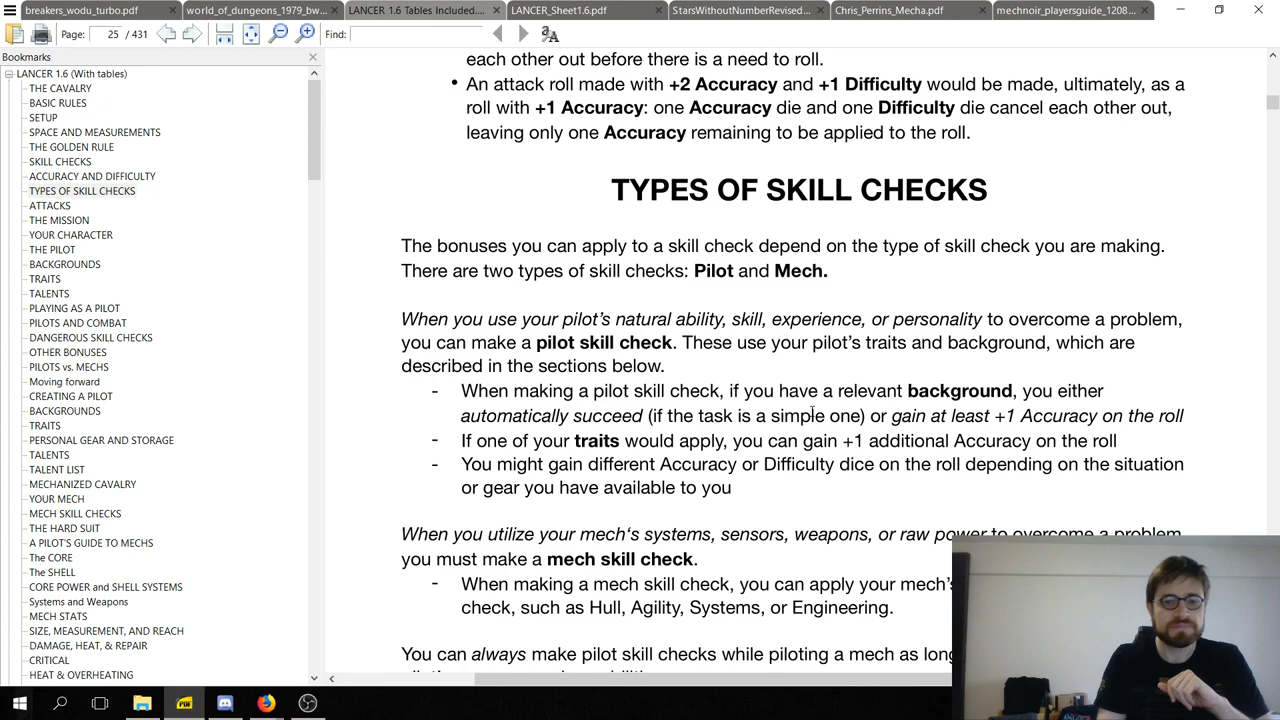 breakers_wodu_turbo.pdf
world_of_dungeons_1979_bw...
LANCER 1.6 Tables Included....
LANCER_Sheet1.6.pdf
StarsWithoutNumberRevised...
Chris_Perrins_Mecha.pdf
mechnoir_playersguide_1208...
Page: 25 / 431
Find:
Bookmarks
LANCER 1.6 (With tables)
THE CAVALRY
BASIC RULES
SETUP
SPACE AND MEASUREMENTS
THE GOLDEN RULE
SKILL CHECKS
ACCURACY AND DIFFICULTY
TYPES OF SKILL CHECKS
ATTACKS
THE MISSION
YOUR CHARACTER
THE PILOT
BACKGROUNDS
TRAITS
TALENTS
PLAYING AS A PILOT
PILOTS AND COMBAT
DANGEROUS SKILL CHECKS
OTHER BONUSES
PILOTS vs. MECHS
Moving forward
CREATING A PILOT
BACKGROUNDS
TRAITS
PERSONAL GEAR AND STORAGE
TALENTS
TALENT LIST
MECHANIZED CAVALRY
YOUR MECH
MECH SKILL CHECKS
THE HARD SUIT
A PILOT'S GUIDE TO MECHS
The CORE
The SHELL
CORE POWER and SHELL SYSTEMS
Systems and Weapons
MECH STATS
SIZE, MEASUREMENT, AND REACH
DAMAGE, HEAT, & REPAIR
CRITICAL
HEAT & OVERHEATING
each other out before there is a need to roll.
• An attack roll made with +2 Accuracy and +1 Difficulty would be made, ultimately, as a
roll with +1 Accuracy: one Accuracy die and one Difficulty die cancel each other out,
leaving only one Accuracy remaining to be applied to the roll.
TYPES OF SKILL CHECKS
The bonuses you can apply to a skill check depend on the type of skill check you are making.
There are two types of skill checks: Pilot and Mech.
When you use your pilot's natural ability, skill, experience, or personality to overcome a problem,
you can make a pilot skill check. These use your pilot's traits and background, which are
described in the sections below.
- When making a pilot skill check, if you have a relevant background, you either
automatically succeed (if the task is a simple one) or gain at least +1 Accuracy on the roll
- If one of your traits would apply, you can gain +1 additional Accuracy on the roll
- You might gain different Accuracy or Difficulty dice on the roll depending on the situation
or gear you have available to you
When you utilize your mech's systems, sensors, weapons, or raw power to overcome a problem
you must make a mech skill check.
- When making a mech skill check, you can apply your mech's
check, such as Hull, Agility, Systems, or Engineering.
You can always make pilot skill checks while piloting a mech as long